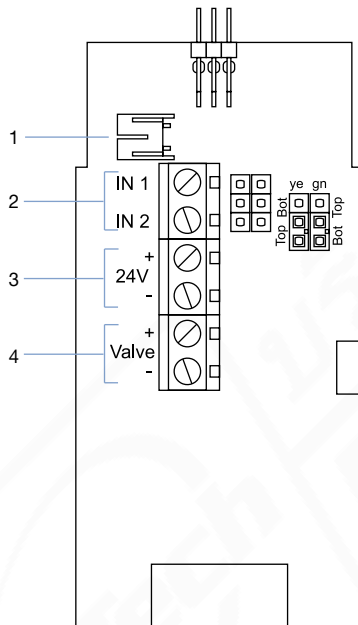 1
ye gn
2 IN 1
Bot Top
IN 2
Top Bot
+
3 24V
-
+
4 Valve
-